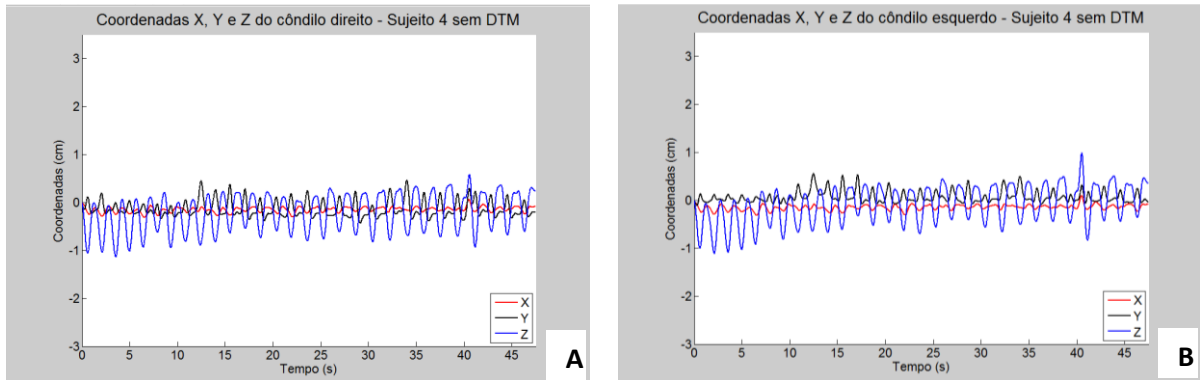 Coordenadas X, Y e Z do côndilo direito - Sujeito 4 sem DTM
Coordenadas (cm)
3
2
1
0
-1
-2
-3
0 5 10 15 20 25 30 35 40 45
Tempo (s)
X
Y
Z
A
Coordenadas X, Y e Z do côndilo esquerdo - Sujeito 4 sem DTM
Coordenadas (cm)
3
2
1
0
-1
-2
-3
0 5 10 15 20 25 30 35 40 45
Tempo (s)
X
Y
Z
B